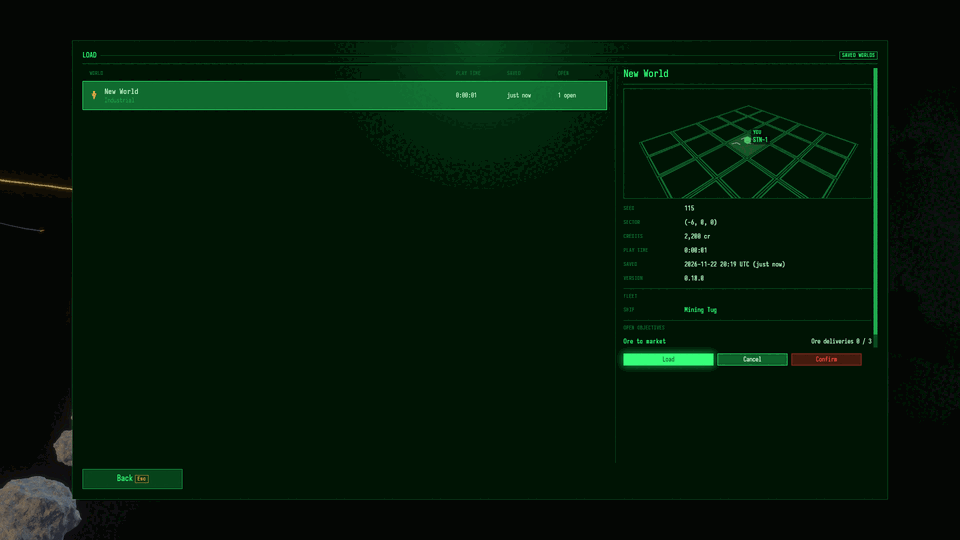 LOAD
SAVED WORLDS
WORLD PLAY TIME SAVED OPEN
New World
Industrial
0:00:01 just now 1 open
New World
YOU
STN-1
SEED 115
SECTOR (-6, 0, 0)
CREDITS 2,200 cr
PLAY TIME 0:00:01
SAVED 2026-11-22 20:19 UTC (just now)
VERSION 0.18.0
FLEET
SHIP Mining Tug
OPEN OBJECTIVES
Ore to market Ore deliveries 0 / 3
Load Cancel Confirm
Back Esc